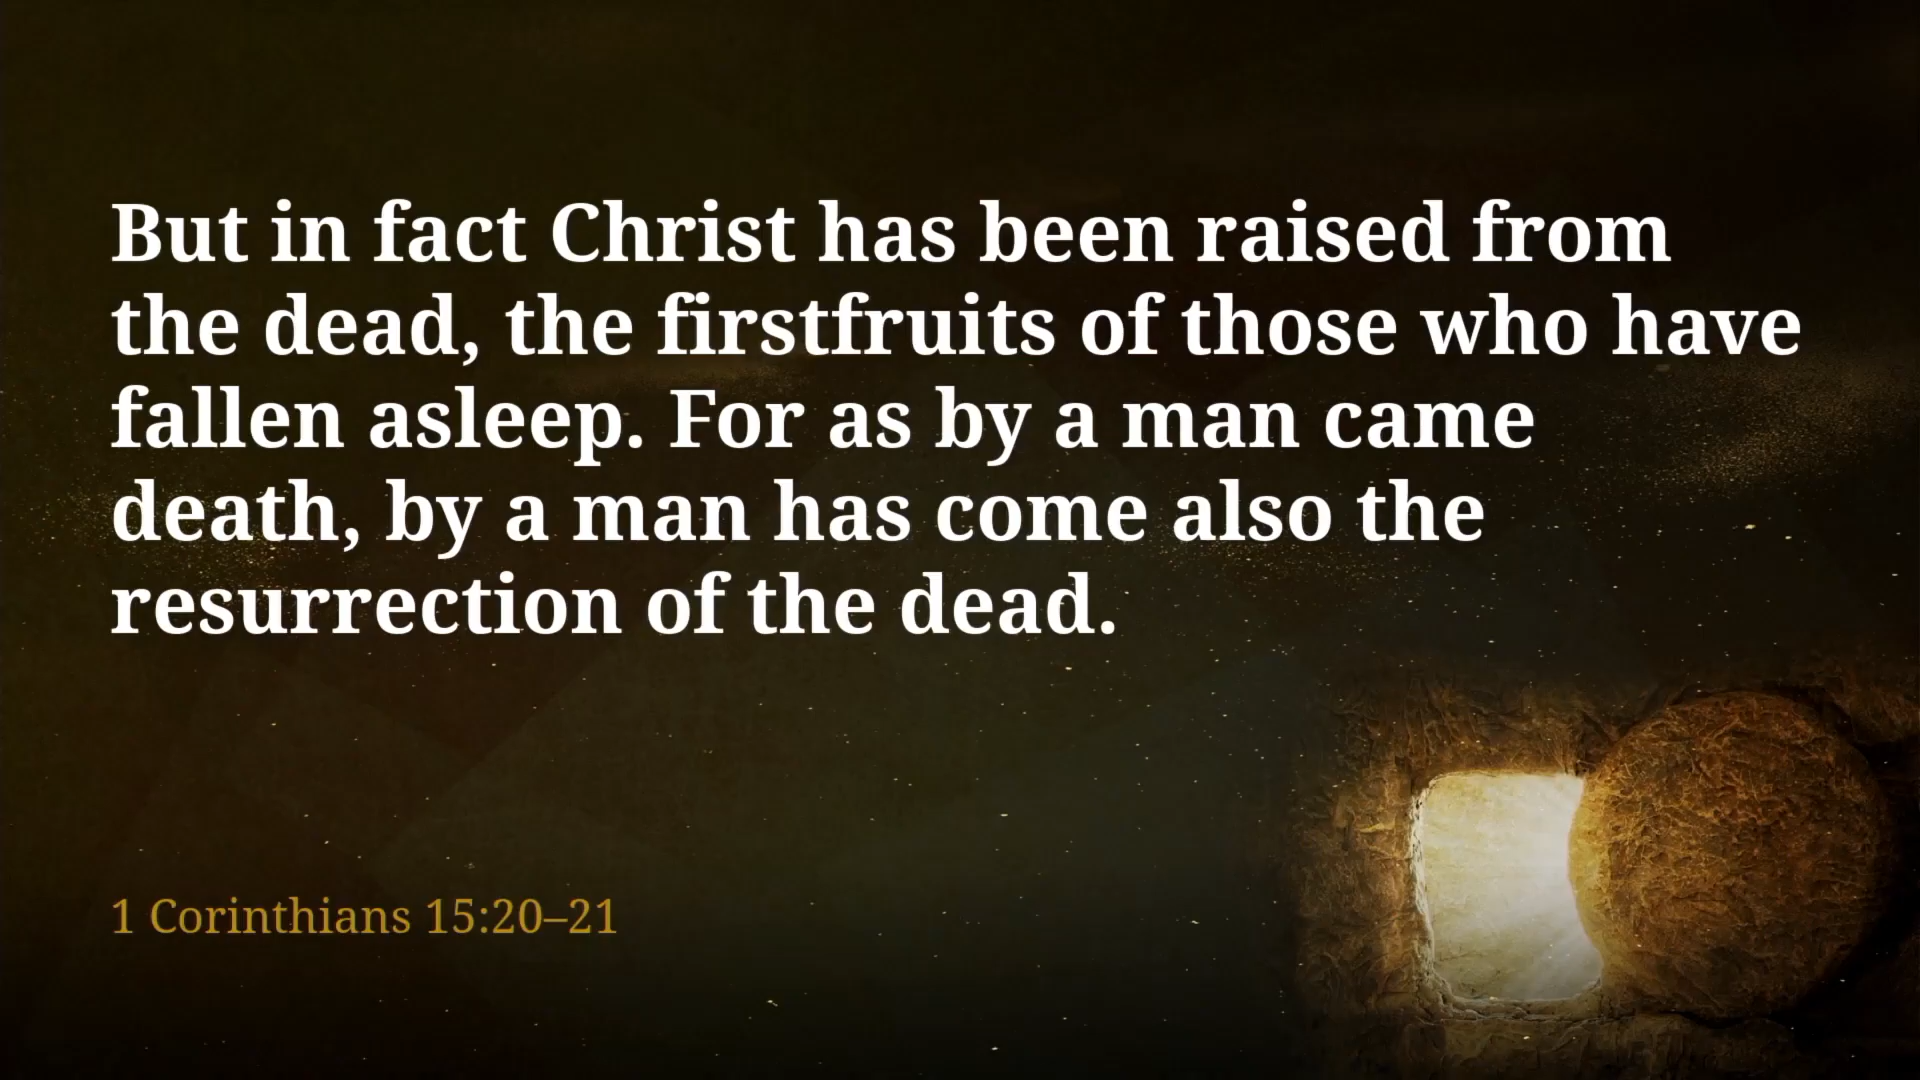 But in fact Christ has been raised from
the dead, the firstfruits of those who have
fallen asleep. For as by a man came
death, by a man has come also the
resurrection of the dead.
1 Corinthians 15:20–21